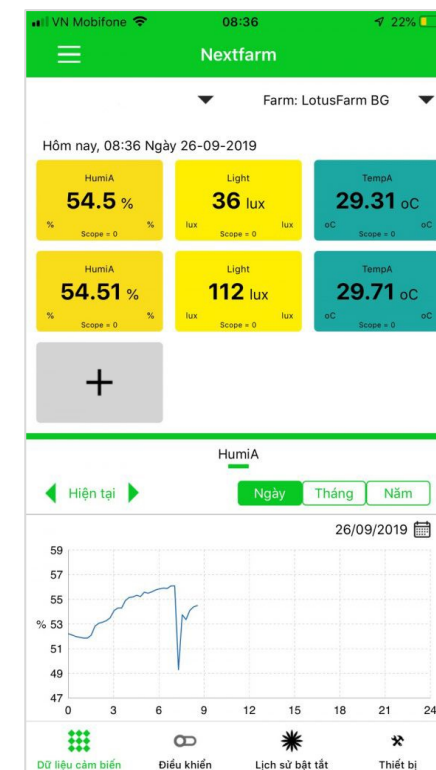 VN Mobifone 08:36 22%
Nextfarm
Farm: LotusFarm BG
Hôm nay, 08:36 Ngày 26-09-2019
HumiA Light TempA
54.5 % 36 lux 29.31 oC
% % lux lux oC oC
Scope = 0 Scope = 0 Scope = 0
HumiA Light TempA
54.51 % 112 lux 29.71 oC
% % lux lux oC oC
Scope = 0 Scope = 0 Scope = 0
+
HumiA
Hiện tại Ngày Tháng Năm
26/09/2019
59
57
55
% 53
51
49
47
0 3 6 9 12 15 18 21 24
Dữ liệu cảm biến Điều khiển Lịch sử bật tắt Thiết bị